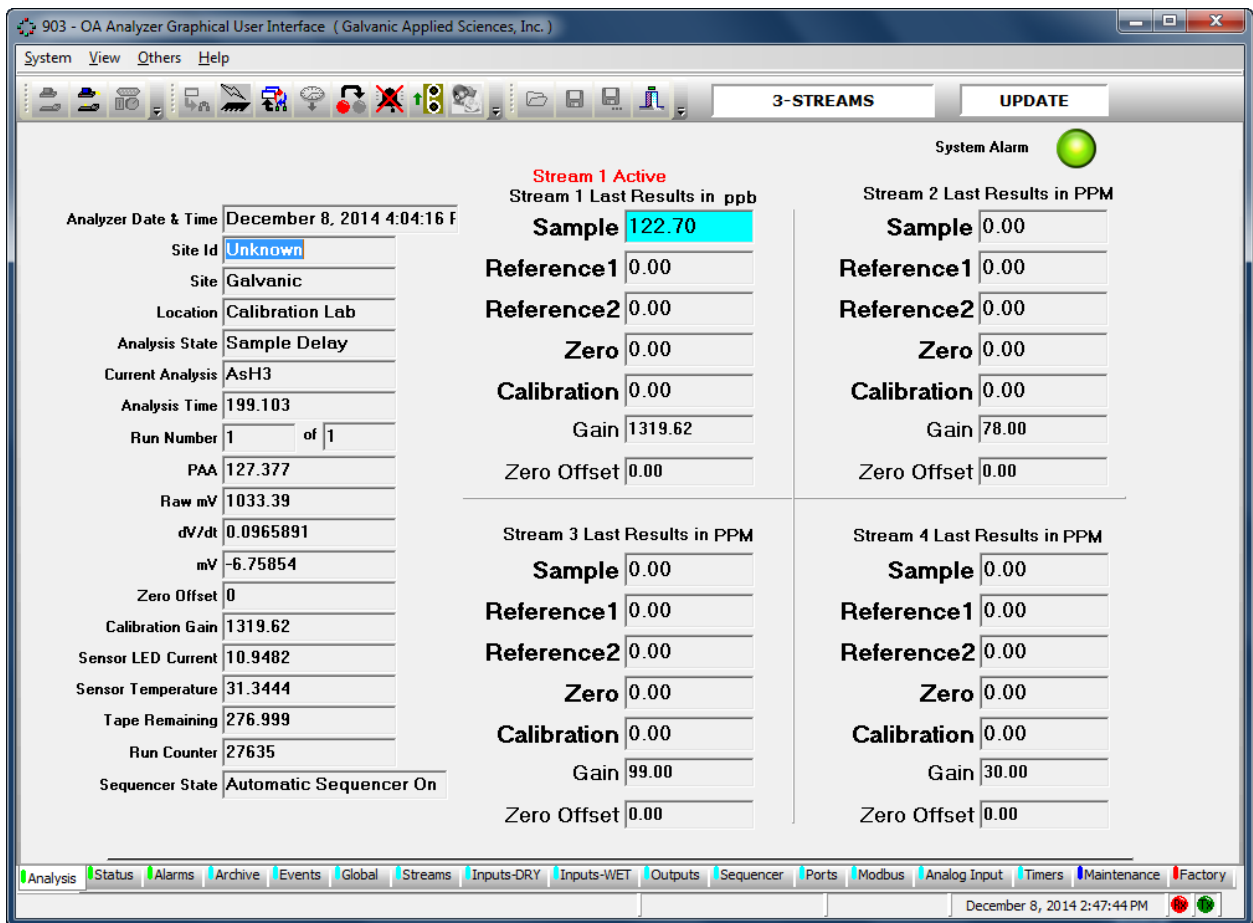 903 - OA Analyzer Graphical User Interface ( Galvanic Applied Sciences, Inc. )
System View Others Help
3-STREAMS UPDATE
System Alarm
Analyzer Date & Time December 8, 2014 4:04:16 P
Site Id Unknown
Site Galvanic
Location Calibration Lab
Analysis State Sample Delay
Current Analysis AsH3
Analysis Time 199.103
Run Number 1 of 1
PAA 127.377
Raw mV 1033.39
dV/dt 0.0965891
mV -6.75854
Zero Offset 0
Calibration Gain 1319.62
Sensor LED Current 10.9482
Sensor Temperature 31.3444
Tape Remaining 276.999
Run Counter 27635
Sequencer State Automatic Sequencer On
Stream 1 Active
Stream 1 Last Results in ppb
Sample 122.70
Reference1 0.00
Reference2 0.00
Zero 0.00
Calibration 0.00
Gain 1319.62
Zero Offset 0.00
Stream 2 Last Results in PPM
Sample 0.00
Reference1 0.00
Reference2 0.00
Zero 0.00
Calibration 0.00
Gain 78.00
Zero Offset 0.00
Stream 3 Last Results in PPM
Sample 0.00
Reference1 0.00
Reference2 0.00
Zero 0.00
Calibration 0.00
Gain 99.00
Zero Offset 0.00
Stream 4 Last Results in PPM
Sample 0.00
Reference1 0.00
Reference2 0.00
Zero 0.00
Calibration 0.00
Gain 30.00
Zero Offset 0.00
Analysis Status Alarms Archive Events Global Streams Inputs-DRY Inputs-WET Outputs Sequencer Ports Modbus Analog Input Timers Maintenance Factory
December 8, 2014 2:47:44 PM Rx Tx